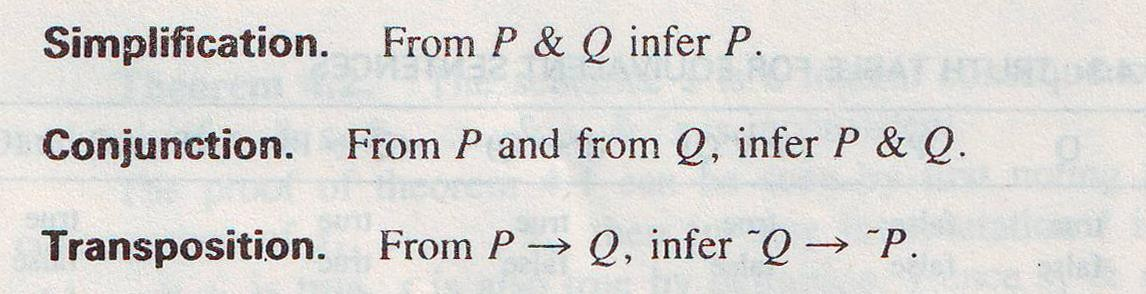 Simplification. From P & Q infer P.
Conjunction. From P and from Q, infer P & Q.
Transposition. From P → Q, infer ~Q → ~P.